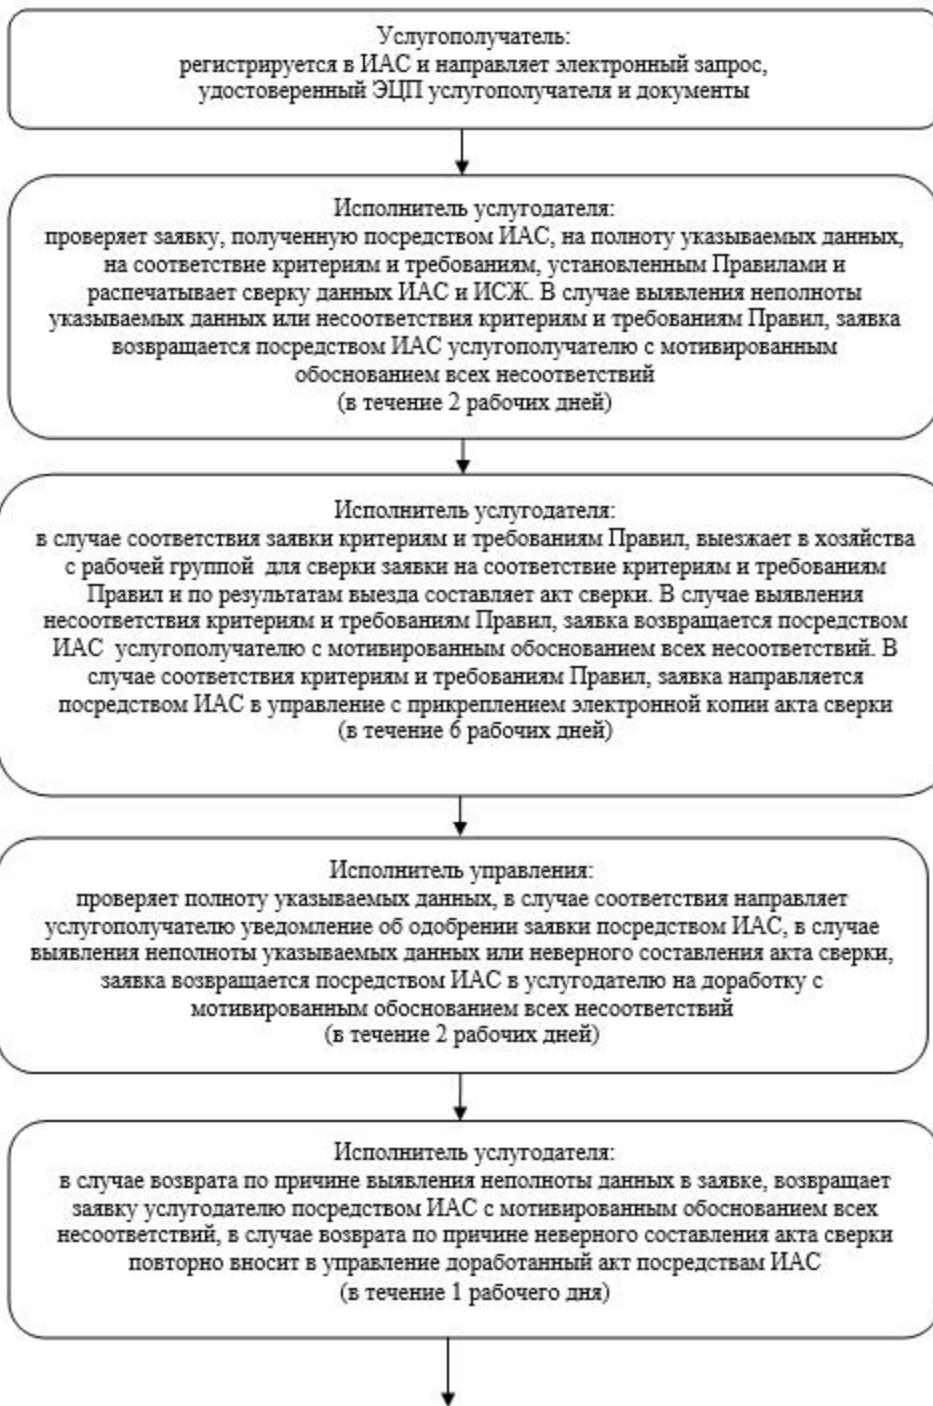 Услугополучатель:
регистрируется в ИАС и направляет электронный запрос,
удостоверенный ЭЦП услугополучателя и документы
Исполнитель услугодателя:
проверяет заявку, полученную посредством ИАС, на полноту указываемых данных,
на соответствие критериям и требованиям, установленным Правилами и
распечатывает сверку данных ИАС и ИСЖ. В случае выявления неполноты
указываемых данных или несоответствия критериям и требованиям Правил, заявка
возвращается посредством ИАС услугополучателю с мотивированным
обоснованием всех несоответствий
(в течение 2 рабочих дней)
Исполнитель услугодателя:
в случае соответствия заявки критериям и требованиям Правил, выезжает в хозяйства
с рабочей группой для сверки заявки на соответствие критериям и требованиям
Правил и по результатам выезда составляет акт сверки. В случае выявления
несоответствия критериям и требованиям Правил, заявка возвращается посредством
ИАС услугополучателю с мотивированным обоснованием всех несоответствий. В
случае соответствия критериям и требованиям Правил, заявка направляется
посредством ИАС в управление с прикреплением электронной копии акта сверки
(в течение 6 рабочих дней)
Исполнитель управления:
проверяет полноту указываемых данных, в случае соответствия направляет
услугополучателю уведомление об одобрении заявки посредством ИАС, в случае
выявления неполноты указываемых данных или неверного составления акта сверки,
заявка возвращается посредством ИАС в услугодателю на доработку с
мотивированным обоснованием всех несоответствий
(в течение 2 рабочих дней)
Исполнитель услугодателя:
в случае возврата по причине выявления неполноты данных в заявке, возвращает
заявку услугодателю посредством ИАС с мотивированным обоснованием всех
несоответствий, в случае возврата по причине неверного составления акта сверки
повторно вносит в управление доработанный акт посредствам ИАС
(в течение 1 рабочего дня)